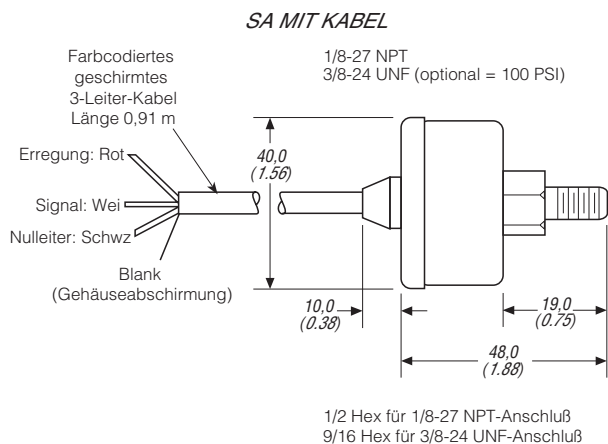 SA MIT KABEL
Farbcodiertes
geschirmtes
3-Leiter-Kabel
Länge 0,91 m
1/8-27 NPT
3/8-24 UNF (optional = 100 PSI)
Erregung: Rot
Signal: Wei
Nulleiter: Schwz
Blank
(Gehäuseabschirmung)
40,0
(1.56)
10,0
(0.38)
19,0
(0.75)
48,0
(1.88)
1/2 Hex für 1/8-27 NPT-Anschluß
9/16 Hex für 3/8-24 UNF-Anschluß